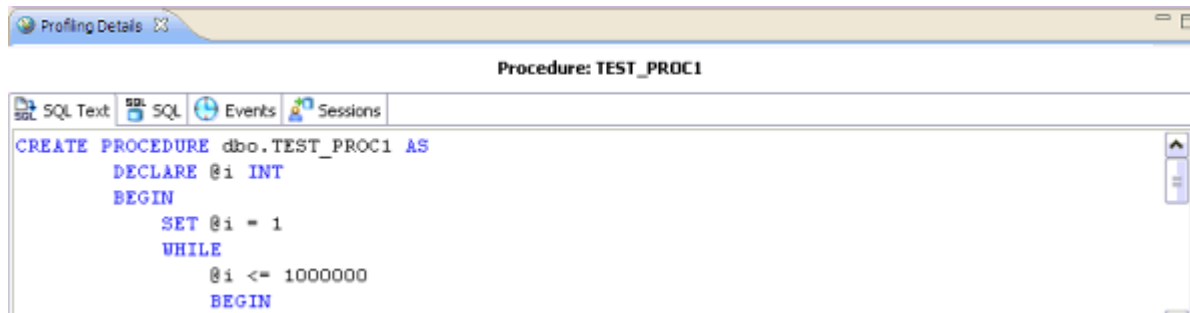 Profiling Details
Procedure: TEST_PROC1
SQL Text SQL Events Sessions
CREATE PROCEDURE dbo.TEST_PROC1 AS
DECLARE @i INT
BEGIN
SET @i = 1
WHILE
@i <= 1000000
BEGIN